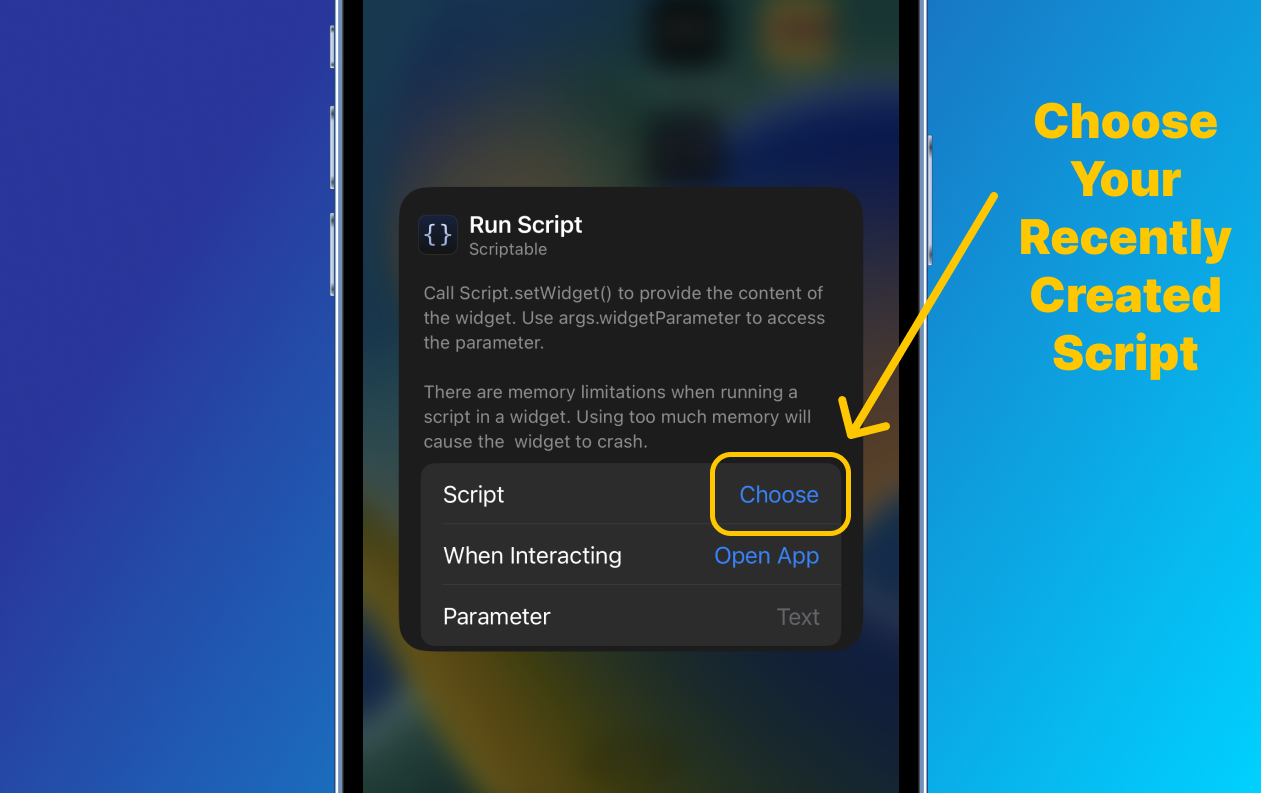 Choose
Your
Recently
Created
Script
{}
Run Script
Scriptable
Call Script.setWidget() to provide the content of
the widget. Use args.widgetParameter to access
the parameter.
There are memory limitations when running a
script in a widget. Using too much memory will
cause the  widget to crash.
Script Choose
When Interacting Open App
Parameter Text